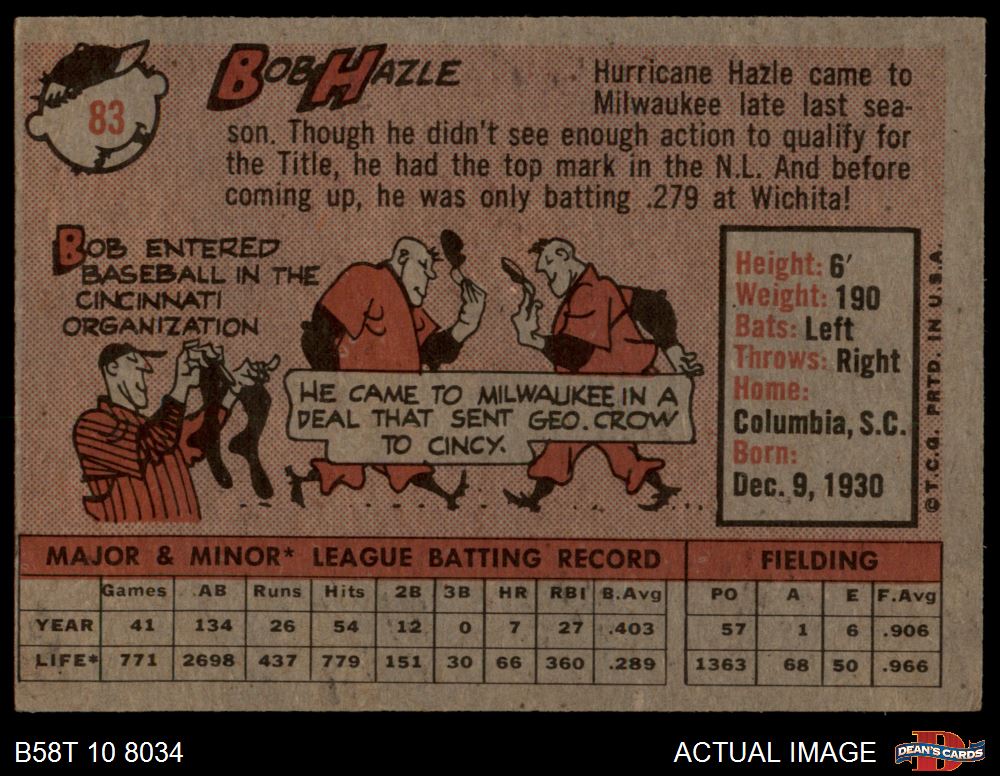 83
BOB HAZLE
Hurricane Hazle came to
Milwaukee late last sea-
son. Though he didn't see enough action to qualify for
the Title, he had the top mark in the N.L. And before
coming up, he was only batting .279 at Wichita!
BOB ENTERED
BASEBALL IN THE
CINCINNATI
ORGANIZATION
HE CAME TO MILWAUKEE IN A
DEAL THAT SENT GEO. CROW
TO CINCY.
Height: 6'
Weight: 190
Bats: Left
Throws: Right
Home:
Columbia, S.C.
Born:
Dec. 9, 1930
© T.C.G. PRTD. IN U.S.A.
MAJOR & MINOR* LEAGUE BATTING RECORD FIELDING
Games AB Runs Hits 2B 3B HR RBI B.Avg PO A E F.Avg
YEAR 41 134 26 54 12 0 7 27 .403 57 1 6 .906
LIFE* 771 2698 437 779 151 30 66 360 .289 1363 68 50 .966
B58T 10 8034 ACTUAL IMAGE DEAN'S CARDS